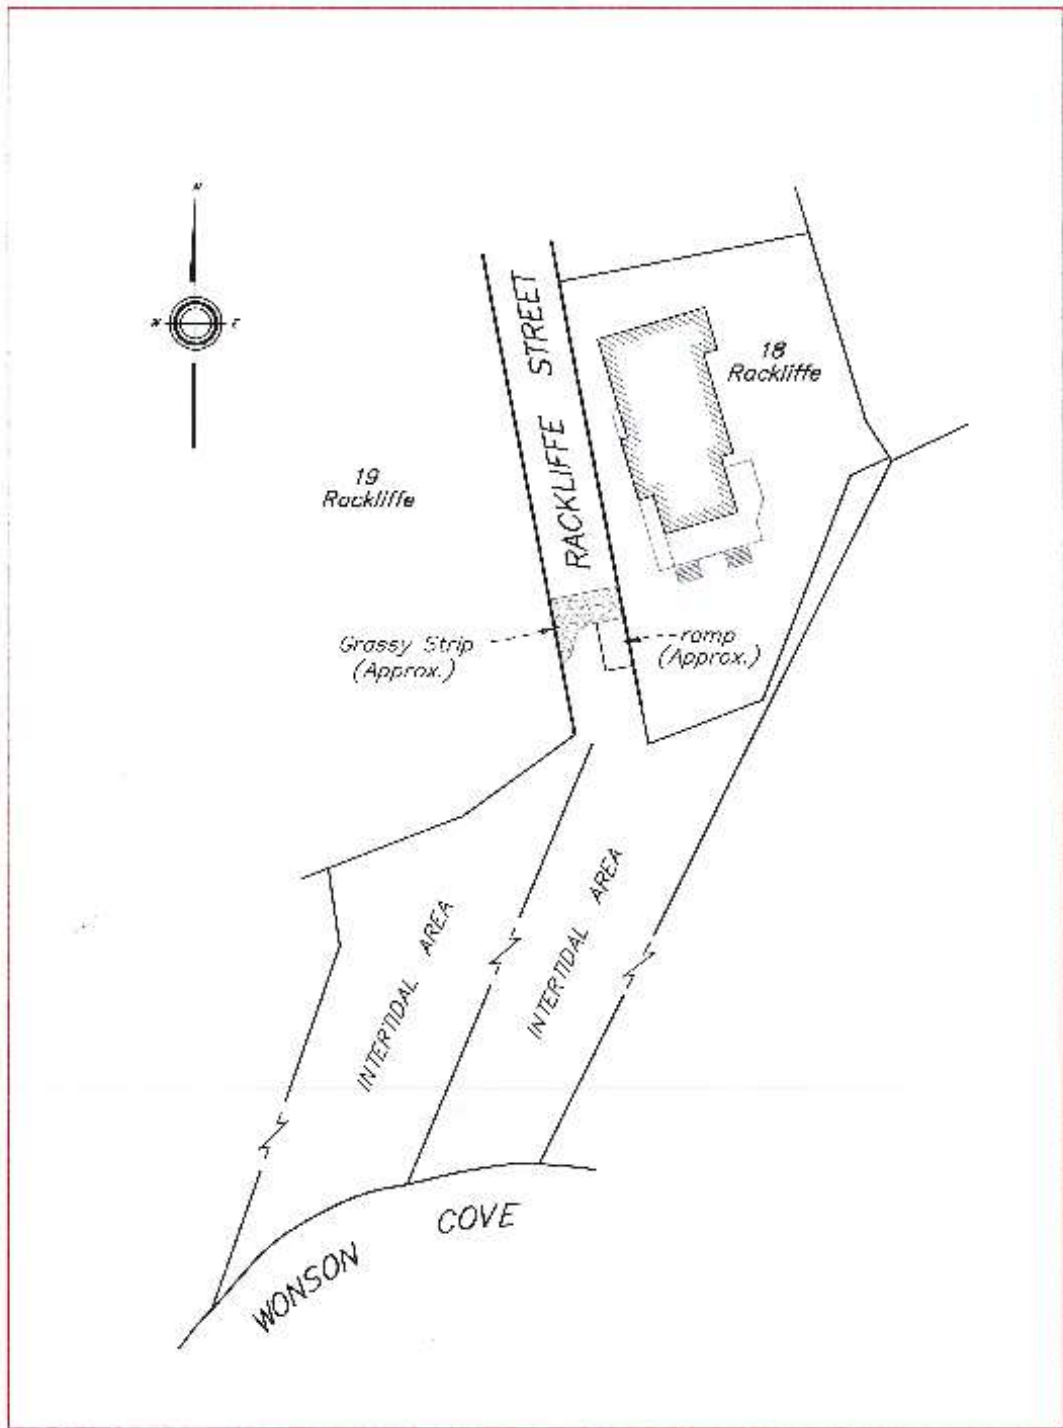 N
W E
RACKLIFFE STREET
18
Rackliffe
19
Rackliffe
Grassy Strip
(Approx.)
ramp
(Approx.)
INTERTIDAL AREA
INTERTIDAL AREA
WONSON COVE